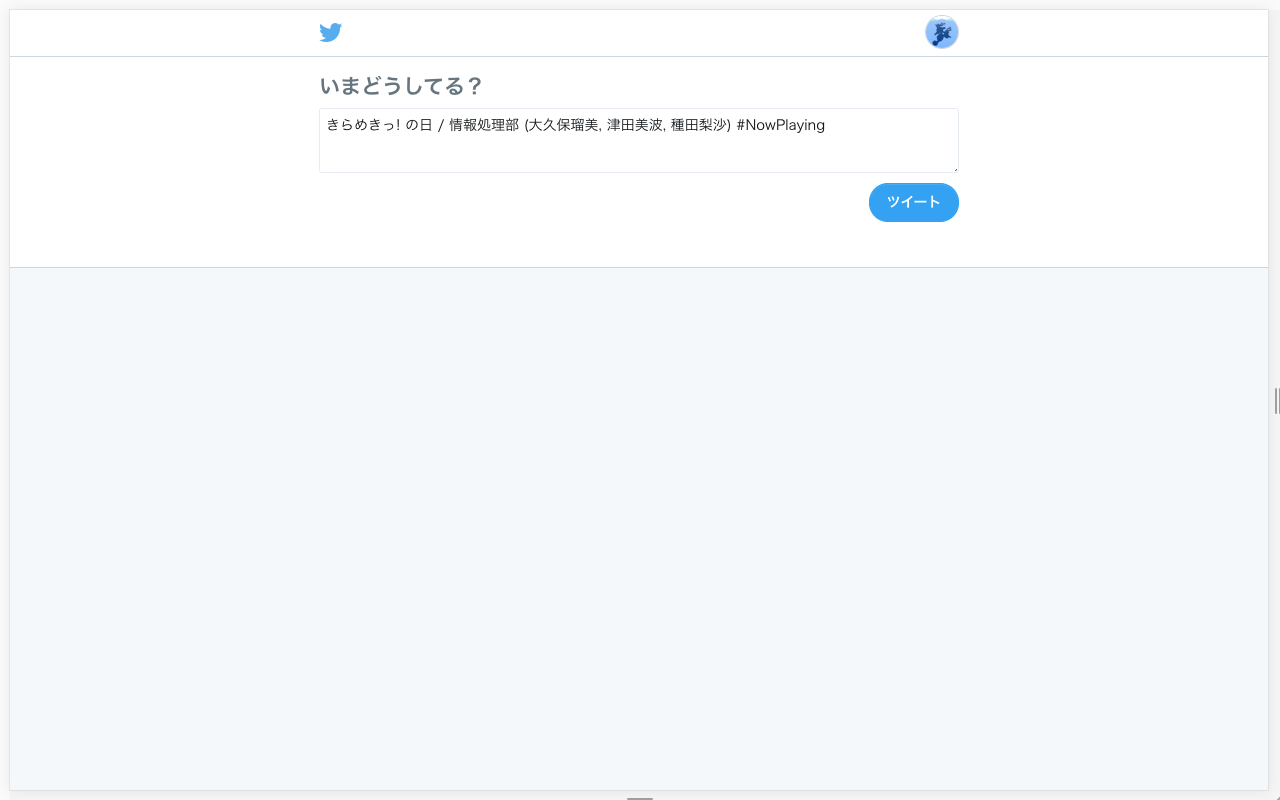 いまどうしてる？
きらめきっ! の日 / 情報処理部 (大久保瑠美, 津田美波, 種田梨沙) #NowPlaying
ツイート